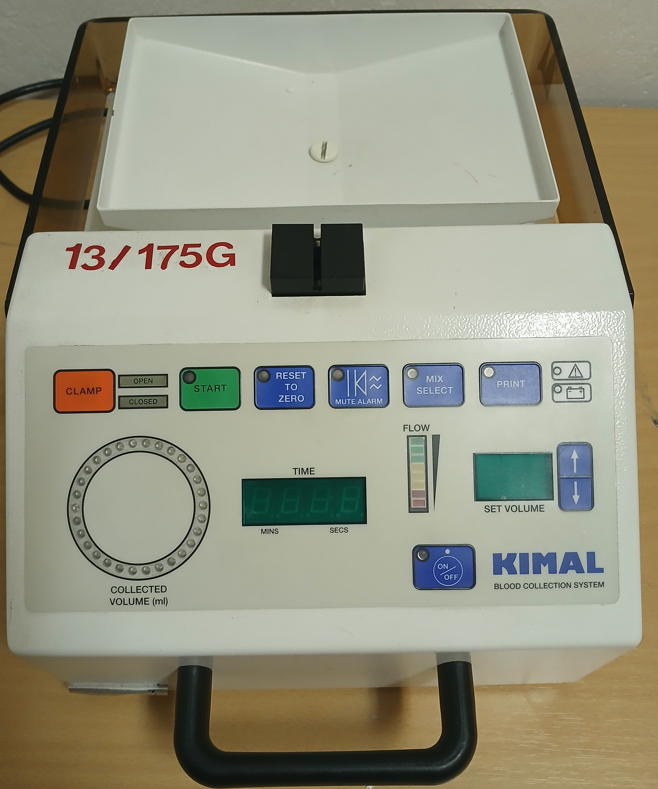 13/175G
CLAMP
OPEN
CLOSED
START
RESET
TO
ZERO
MUTE ALARM
MIX
SELECT
PRINT
COLLECTED
VOLUME (ml)
TIME
MINS
SECS
FLOW
SET VOLUME
ON/
OFF
KIMAL
BLOOD COLLECTION SYSTEM